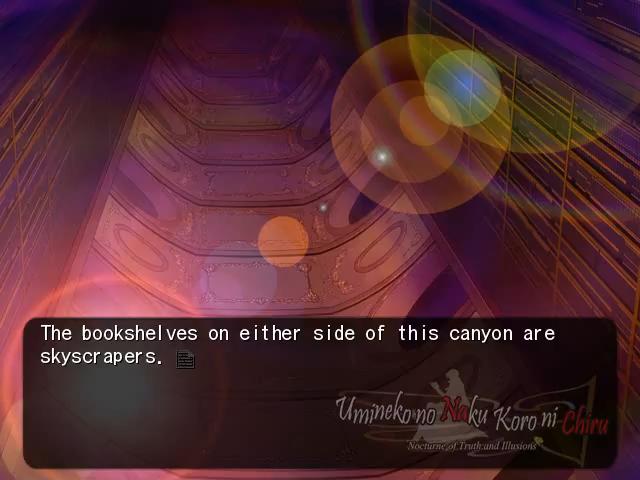 The bookshelves on either side of this canyon are
skyscrapers.
Umineko no Naku Koro ni Chiru
Nocturne of Truth and Illusions